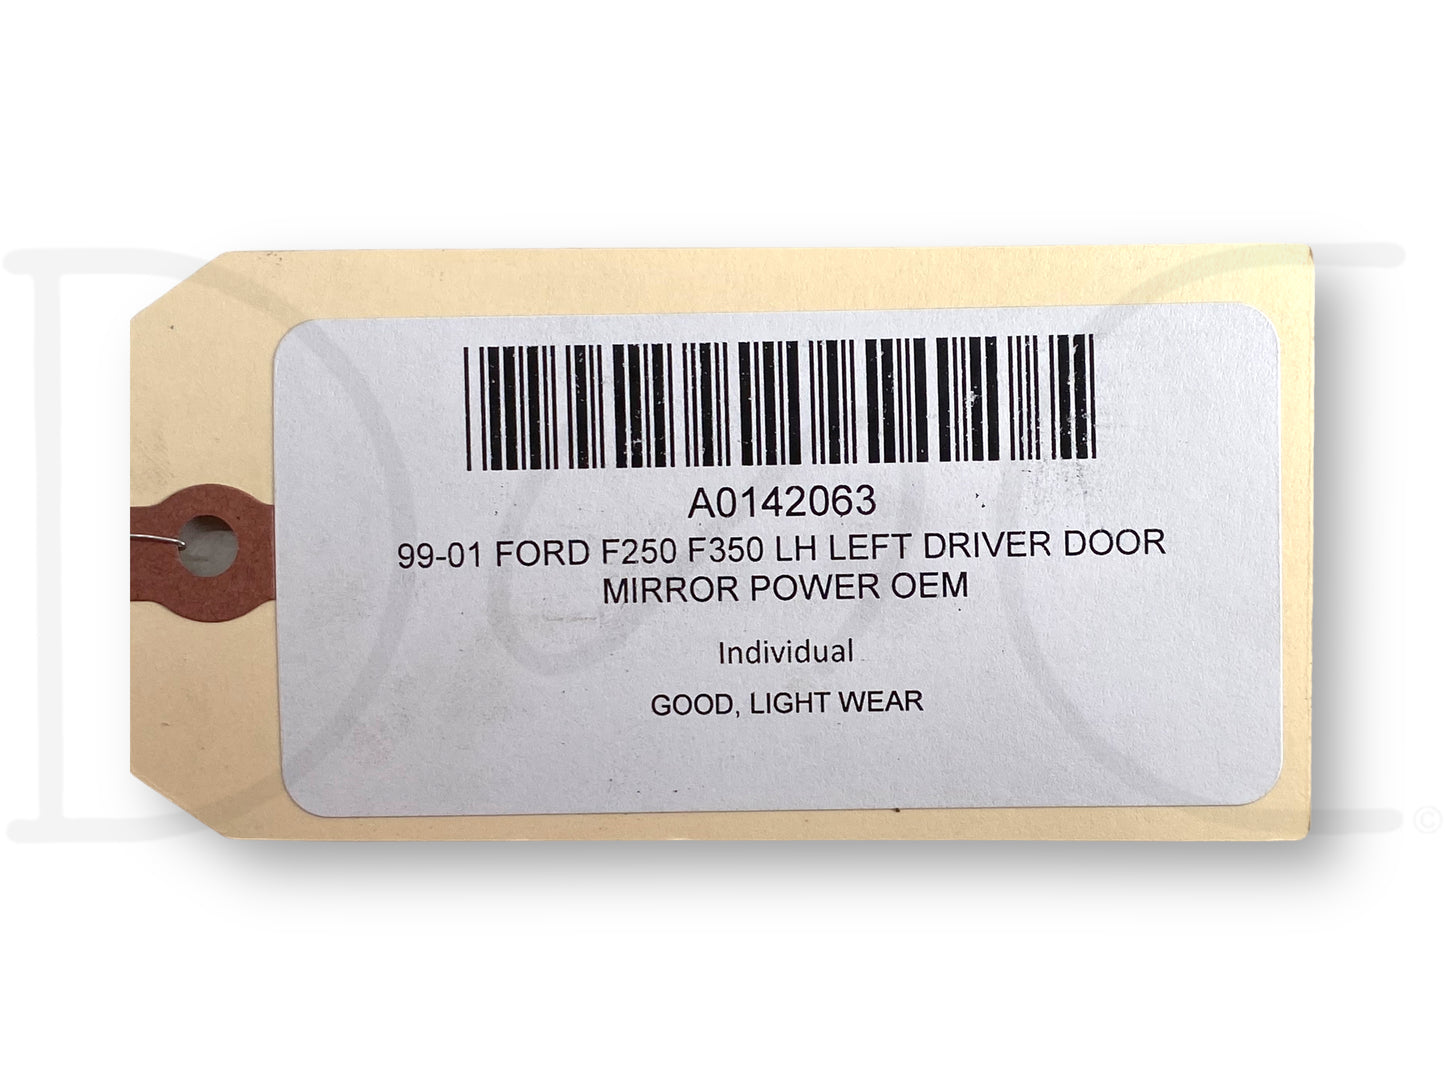 A0142063
99-01 FORD F250 F350 LH LEFT DRIVER DOOR
MIRROR POWER OEM
Individual
GOOD, LIGHT WEAR
©